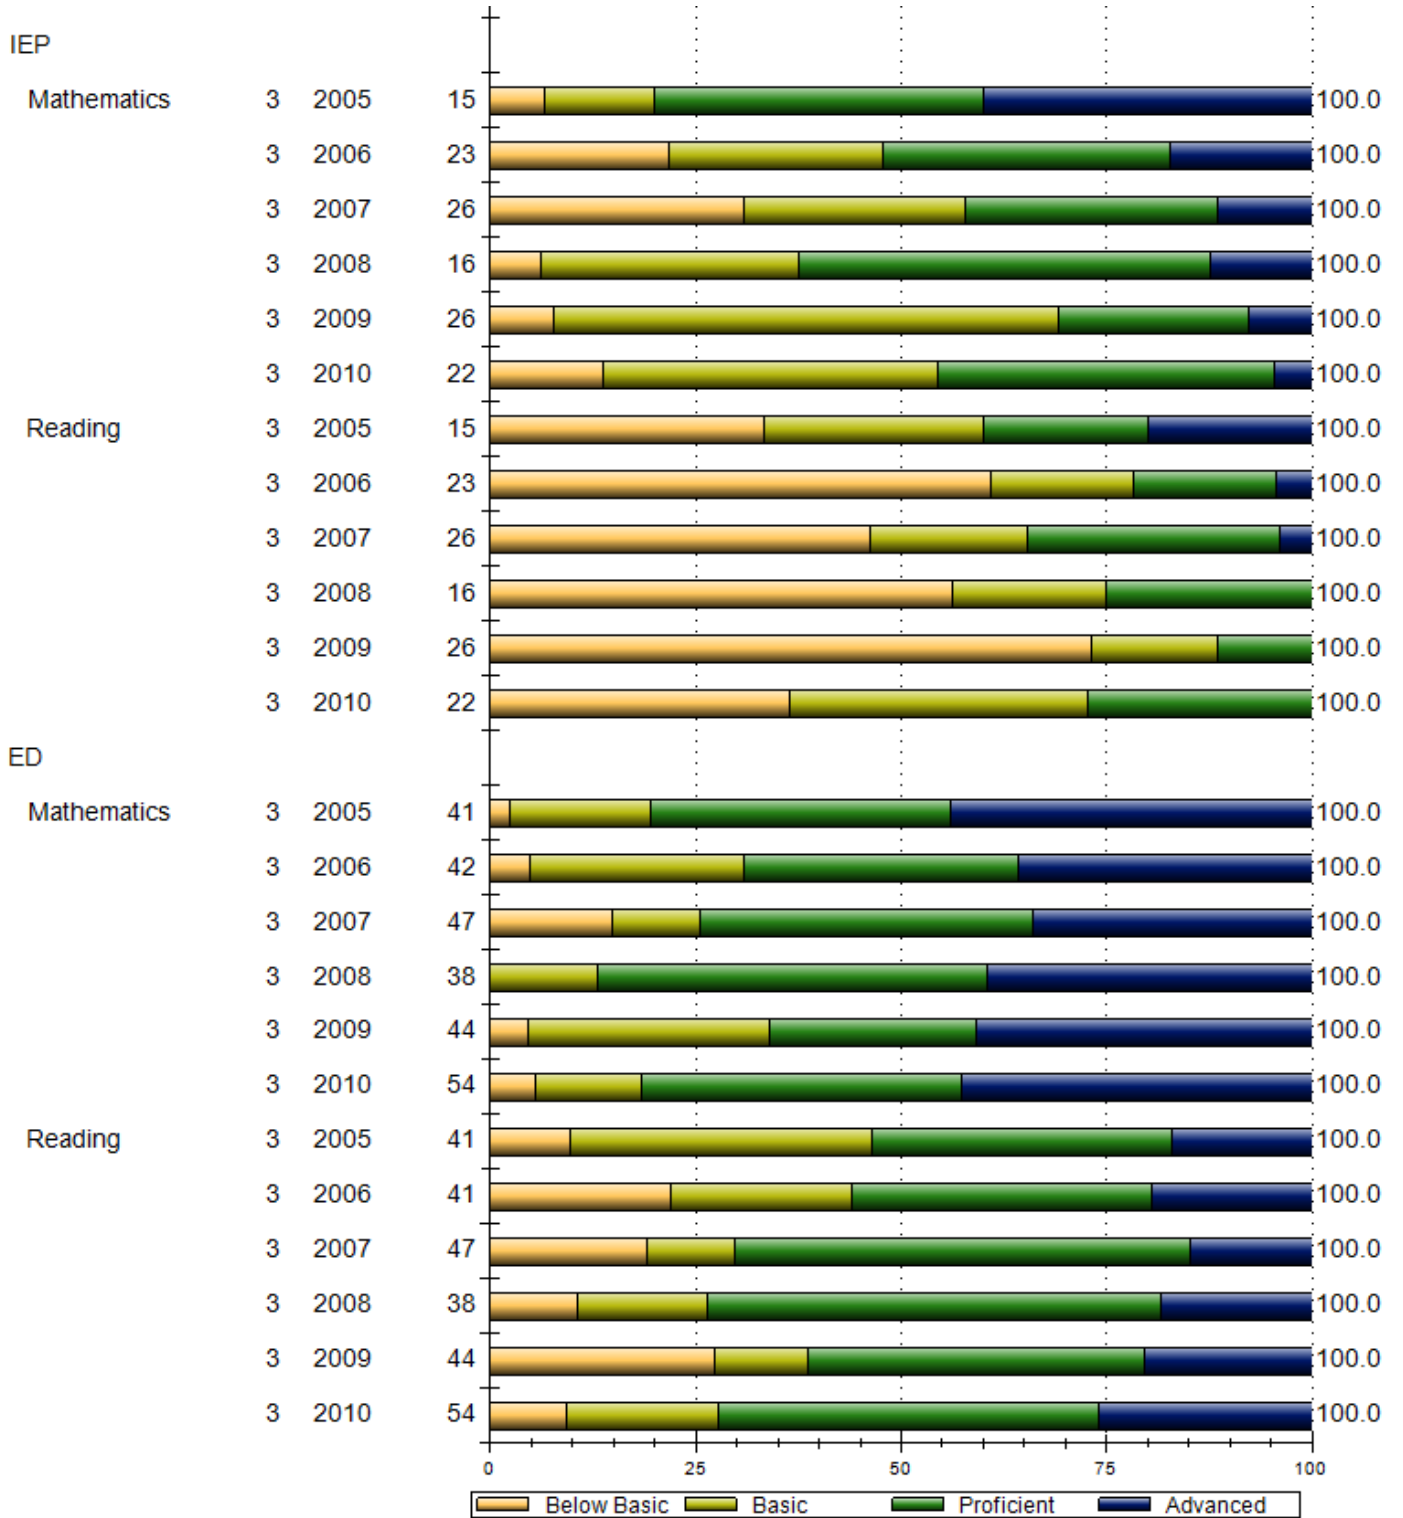 IEP
Mathematics 3 2005 15 100.0
3 2006 23 100.0
3 2007 26 100.0
3 2008 16 100.0
3 2009 26 100.0
3 2010 22 100.0
Reading 3 2005 15 100.0
3 2006 23 100.0
3 2007 26 100.0
3 2008 16 100.0
3 2009 26 100.0
3 2010 22 100.0
ED
Mathematics 3 2005 41 100.0
3 2006 42 100.0
3 2007 47 100.0
3 2008 38 100.0
3 2009 44 100.0
3 2010 54 100.0
Reading 3 2005 41 100.0
3 2006 41 100.0
3 2007 47 100.0
3 2008 38 100.0
3 2009 44 100.0
3 2010 54 100.0
0 25 50 75 100
Below Basic Basic Proficient Advanced